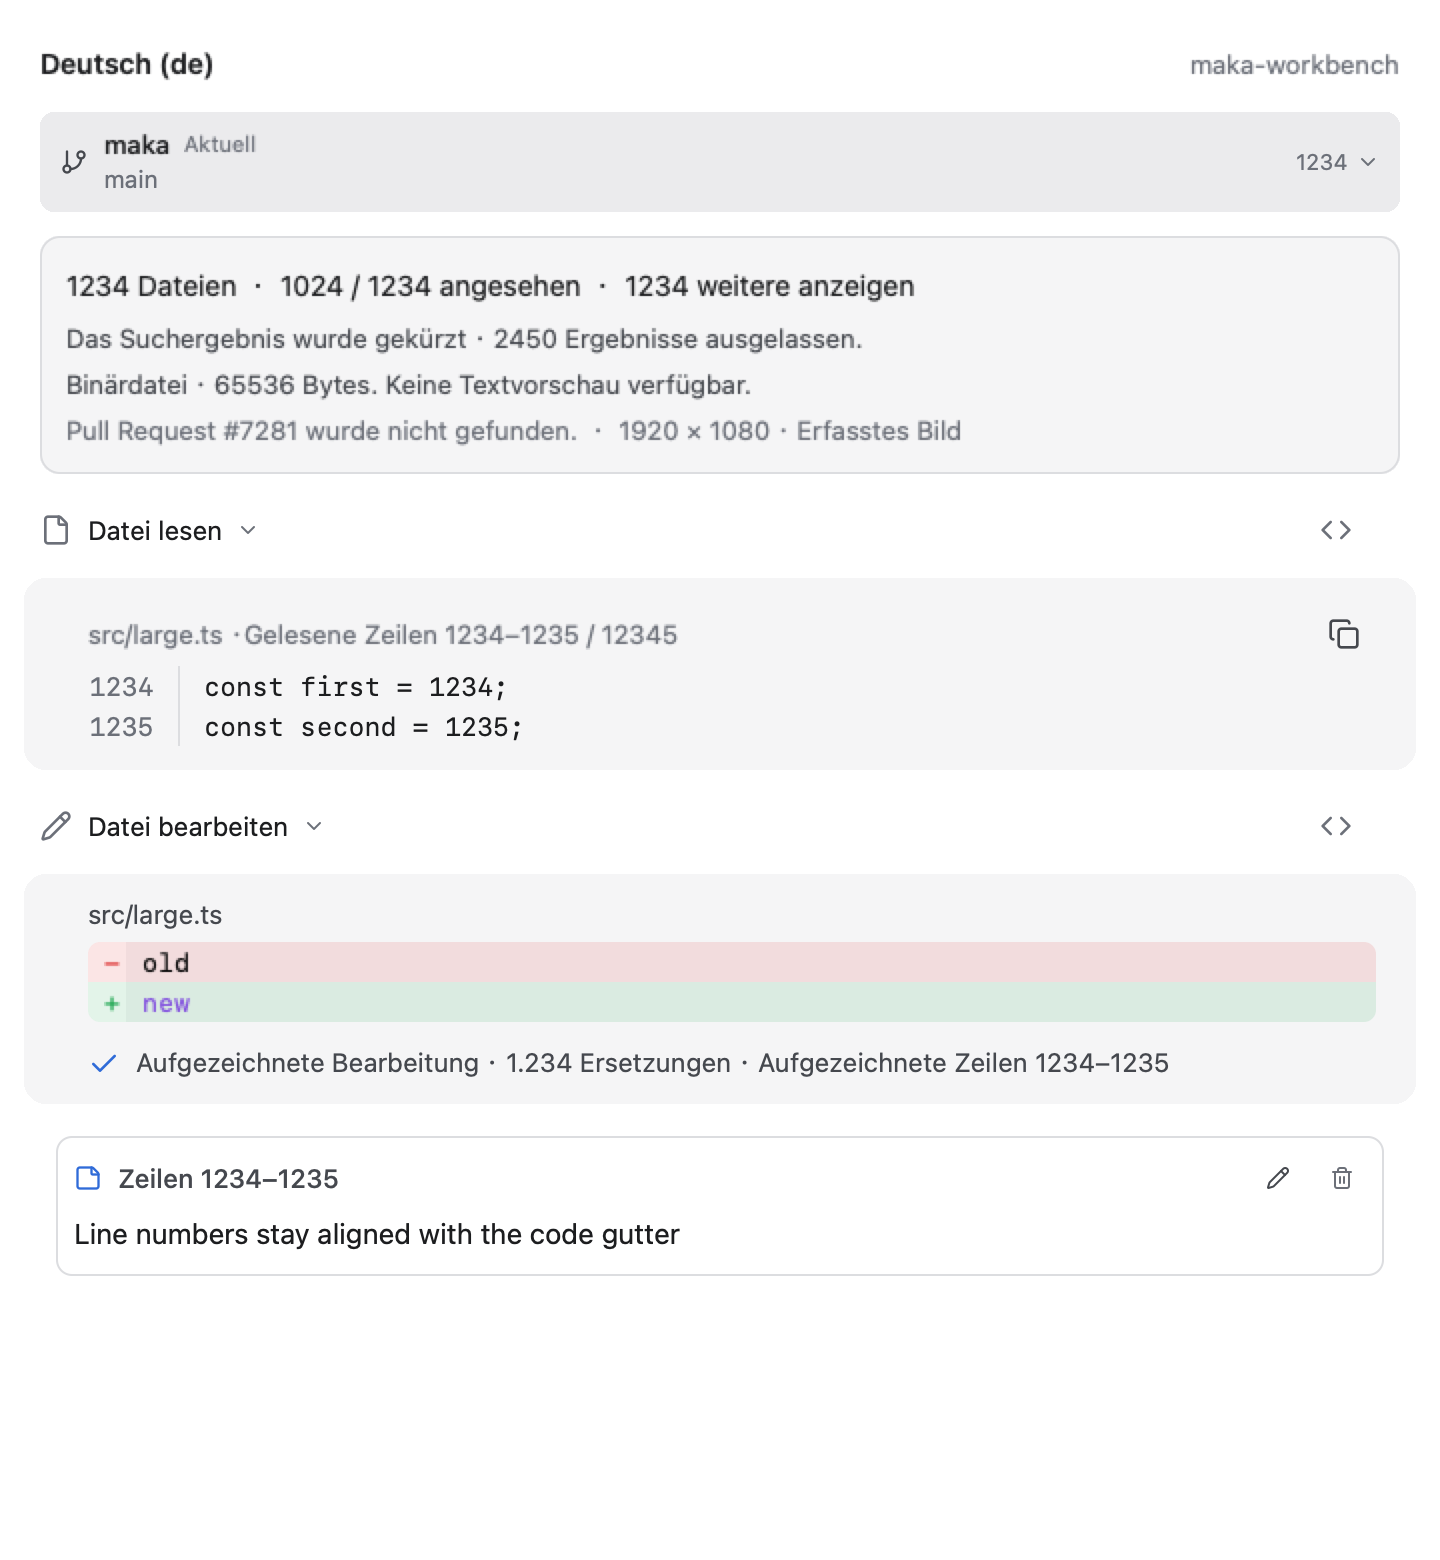 Deutsch (de)
maka-workbench
maka Aktuell
main
1234
1234 Dateien · 1024 / 1234 angesehen · 1234 weitere anzeigen
Das Suchergebnis wurde gekürzt · 2450 Ergebnisse ausgelassen.
Binärdatei · 65536 Bytes. Keine Textvorschau verfügbar.
Pull Request #7281 wurde nicht gefunden. · 1920 × 1080 · Erfasstes Bild
Datei lesen
src/large.ts · Gelesene Zeilen 1234–1235 / 12345
1234 const first = 1234;
1235 const second = 1235;
Datei bearbeiten
src/large.ts
- old
+ new
Aufgezeichnete Bearbeitung · 1.234 Ersetzungen · Aufgezeichnete Zeilen 1234–1235
Zeilen 1234–1235
Line numbers stay aligned with the code gutter